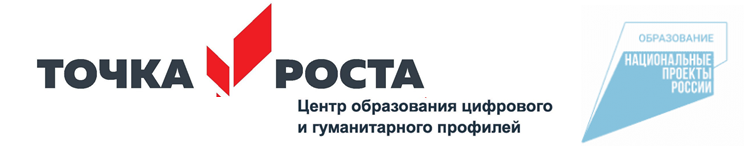 ТОЧКА РОСТА
Центр образования цифрового
и гуманитарного профилей
ОБРАЗОВАНИЕ
НАЦИОНАЛЬНЫЕ
ПРОЕКТЫ
РОССИИ